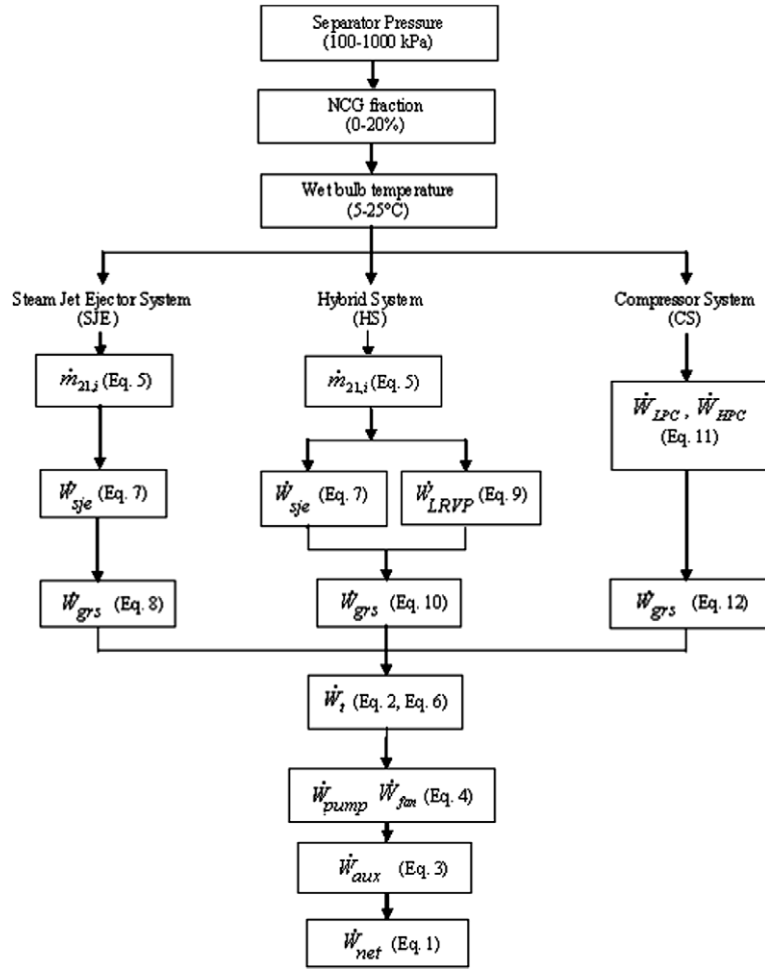 Separator Pressure
(100-1000 kPa)
NCG fraction
(0-20%)
Wet bulb temperature
(5-25°C)
Steam Jet Ejector System
(SJE)
Hybrid System
(HS)
Compressor System
(CS)
ṁ21,i (Eq. 5)
ṁ21,i (Eq. 5)
ẆLPC , ẆHPC
(Eq. 11)
Ẇsje (Eq. 7)
Ẇsje (Eq. 7)
ẆLRVP (Eq. 9)
Ẇgrs (Eq. 8)
Ẇgrs (Eq. 10)
Ẇgrs (Eq. 12)
Ẇt (Eq. 2, Eq. 6)
Ẇpump Ẇfan (Eq. 4)
Ẇaux (Eq. 3)
Ẇnet (Eq. 1)